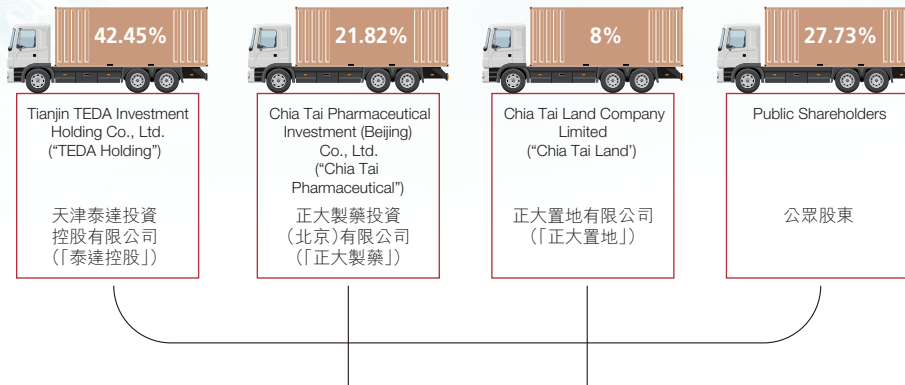 42.45%
21.82%
8%
27.73%
Tianjin TEDA Investment
Holding Co., Ltd.
(“TEDA Holding”)
天津泰達投資
控股有限公司
(「泰達控股」)
Chia Tai Pharmaceutical
Investment (Beijing)
Co., Ltd.
(“Chia Tai
Pharmaceutical”)
正大製藥投資
(北京)有限公司
(「正大製藥」)
Chia Tai Land Company
Limited
(“Chia Tai Land’)
正大置地有限公司
(「正大置地」)
Public Shareholders
公眾股東